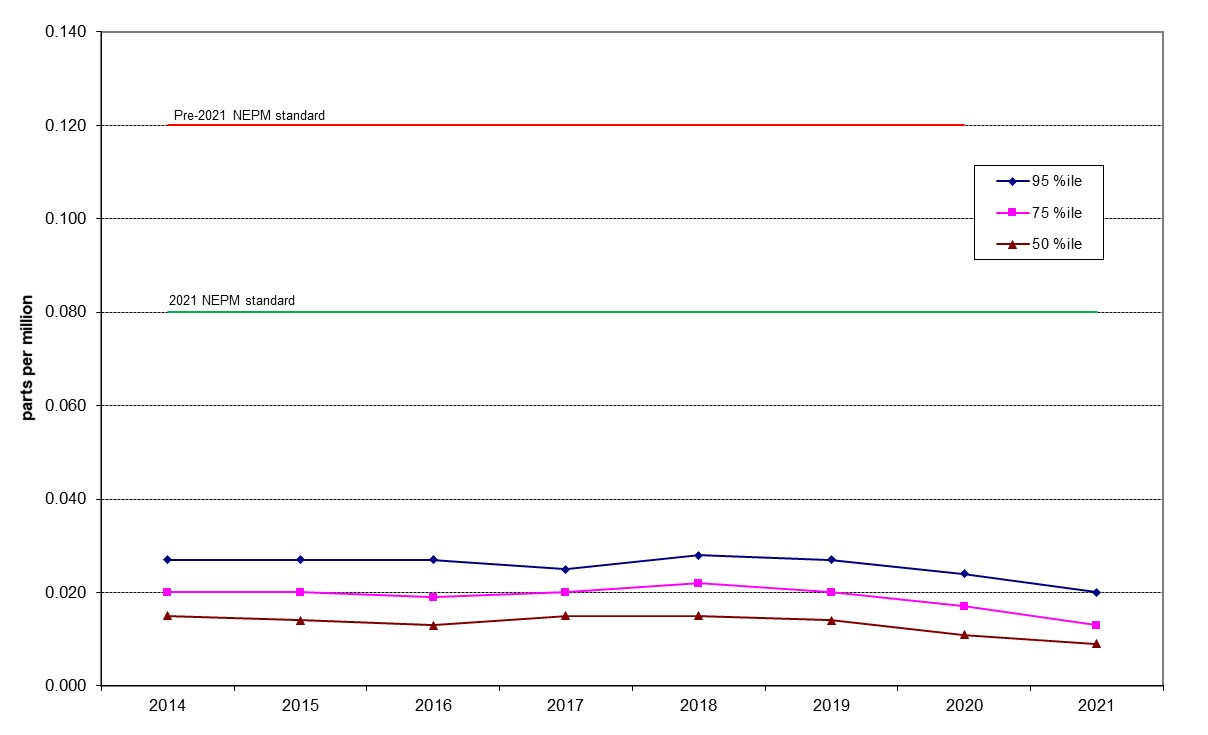 0.140
Pre-2021 NEPM standard
0.120
95 %ile
75 %ile
0.100
50 %ile
2021 NEPM standard
0.080
parts per million
0.060
0.040
0.020
0.000
2014 2015 2016 2017 2018 2019 2020 2021